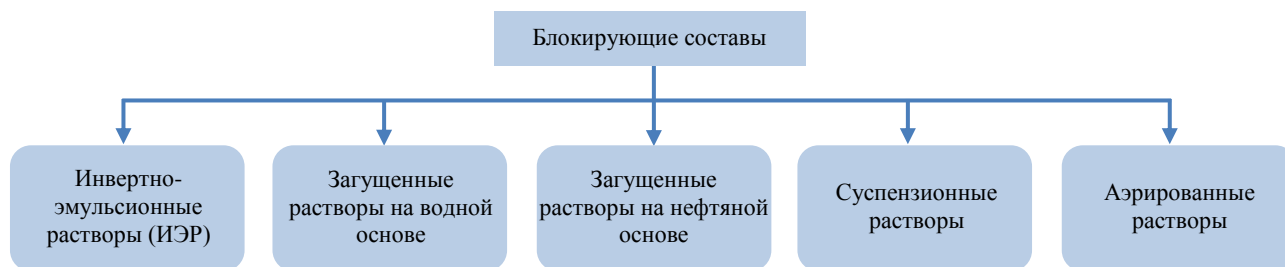 Блокирующие составы
Инвертно-
эмульсионные
растворы (ИЭР)
Загущенные
растворы на водной
основе
Загущенные
растворы на нефтяной
основе
Суспензионные
растворы
Аэрированные
растворы